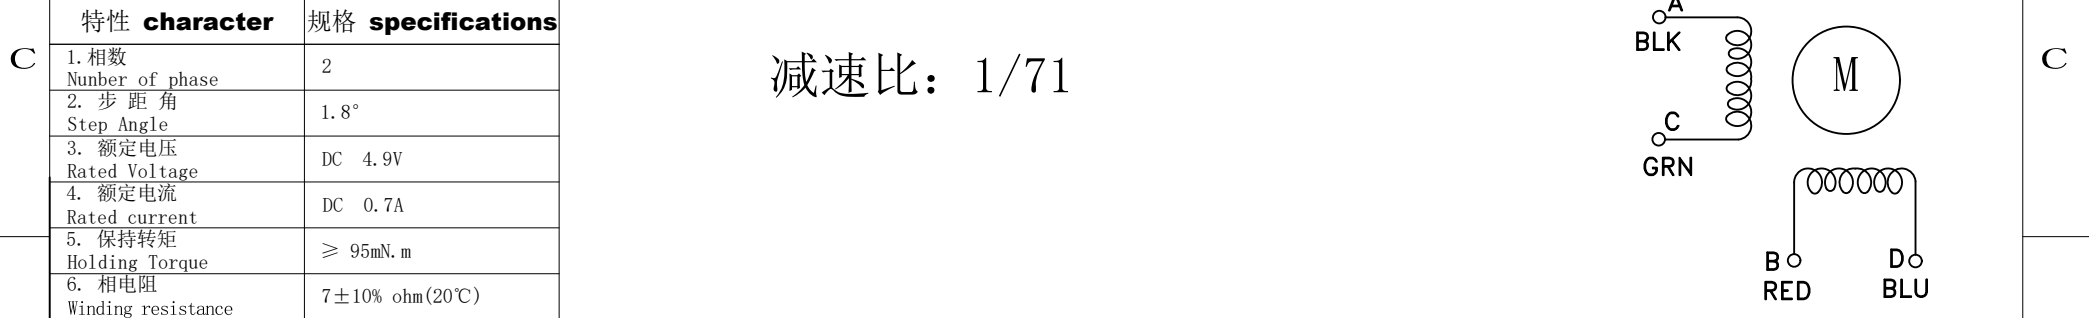 特性 character 规格 specifications
1.相数
Nunber of phase
2
2. 步 距 角
Step Angle
1.8°
3. 额定电压
Rated Voltage
DC 4.9V
4. 额定电流
Rated current
DC 0.7A
5. 保持转矩
Holding Torque
≥ 95mN.m
6. 相电阻
Winding resistance
7±10% ohm(20℃)
C
减速比: 1/71
A
BLK
C
GRN
M
B
RED
D
BLU
C